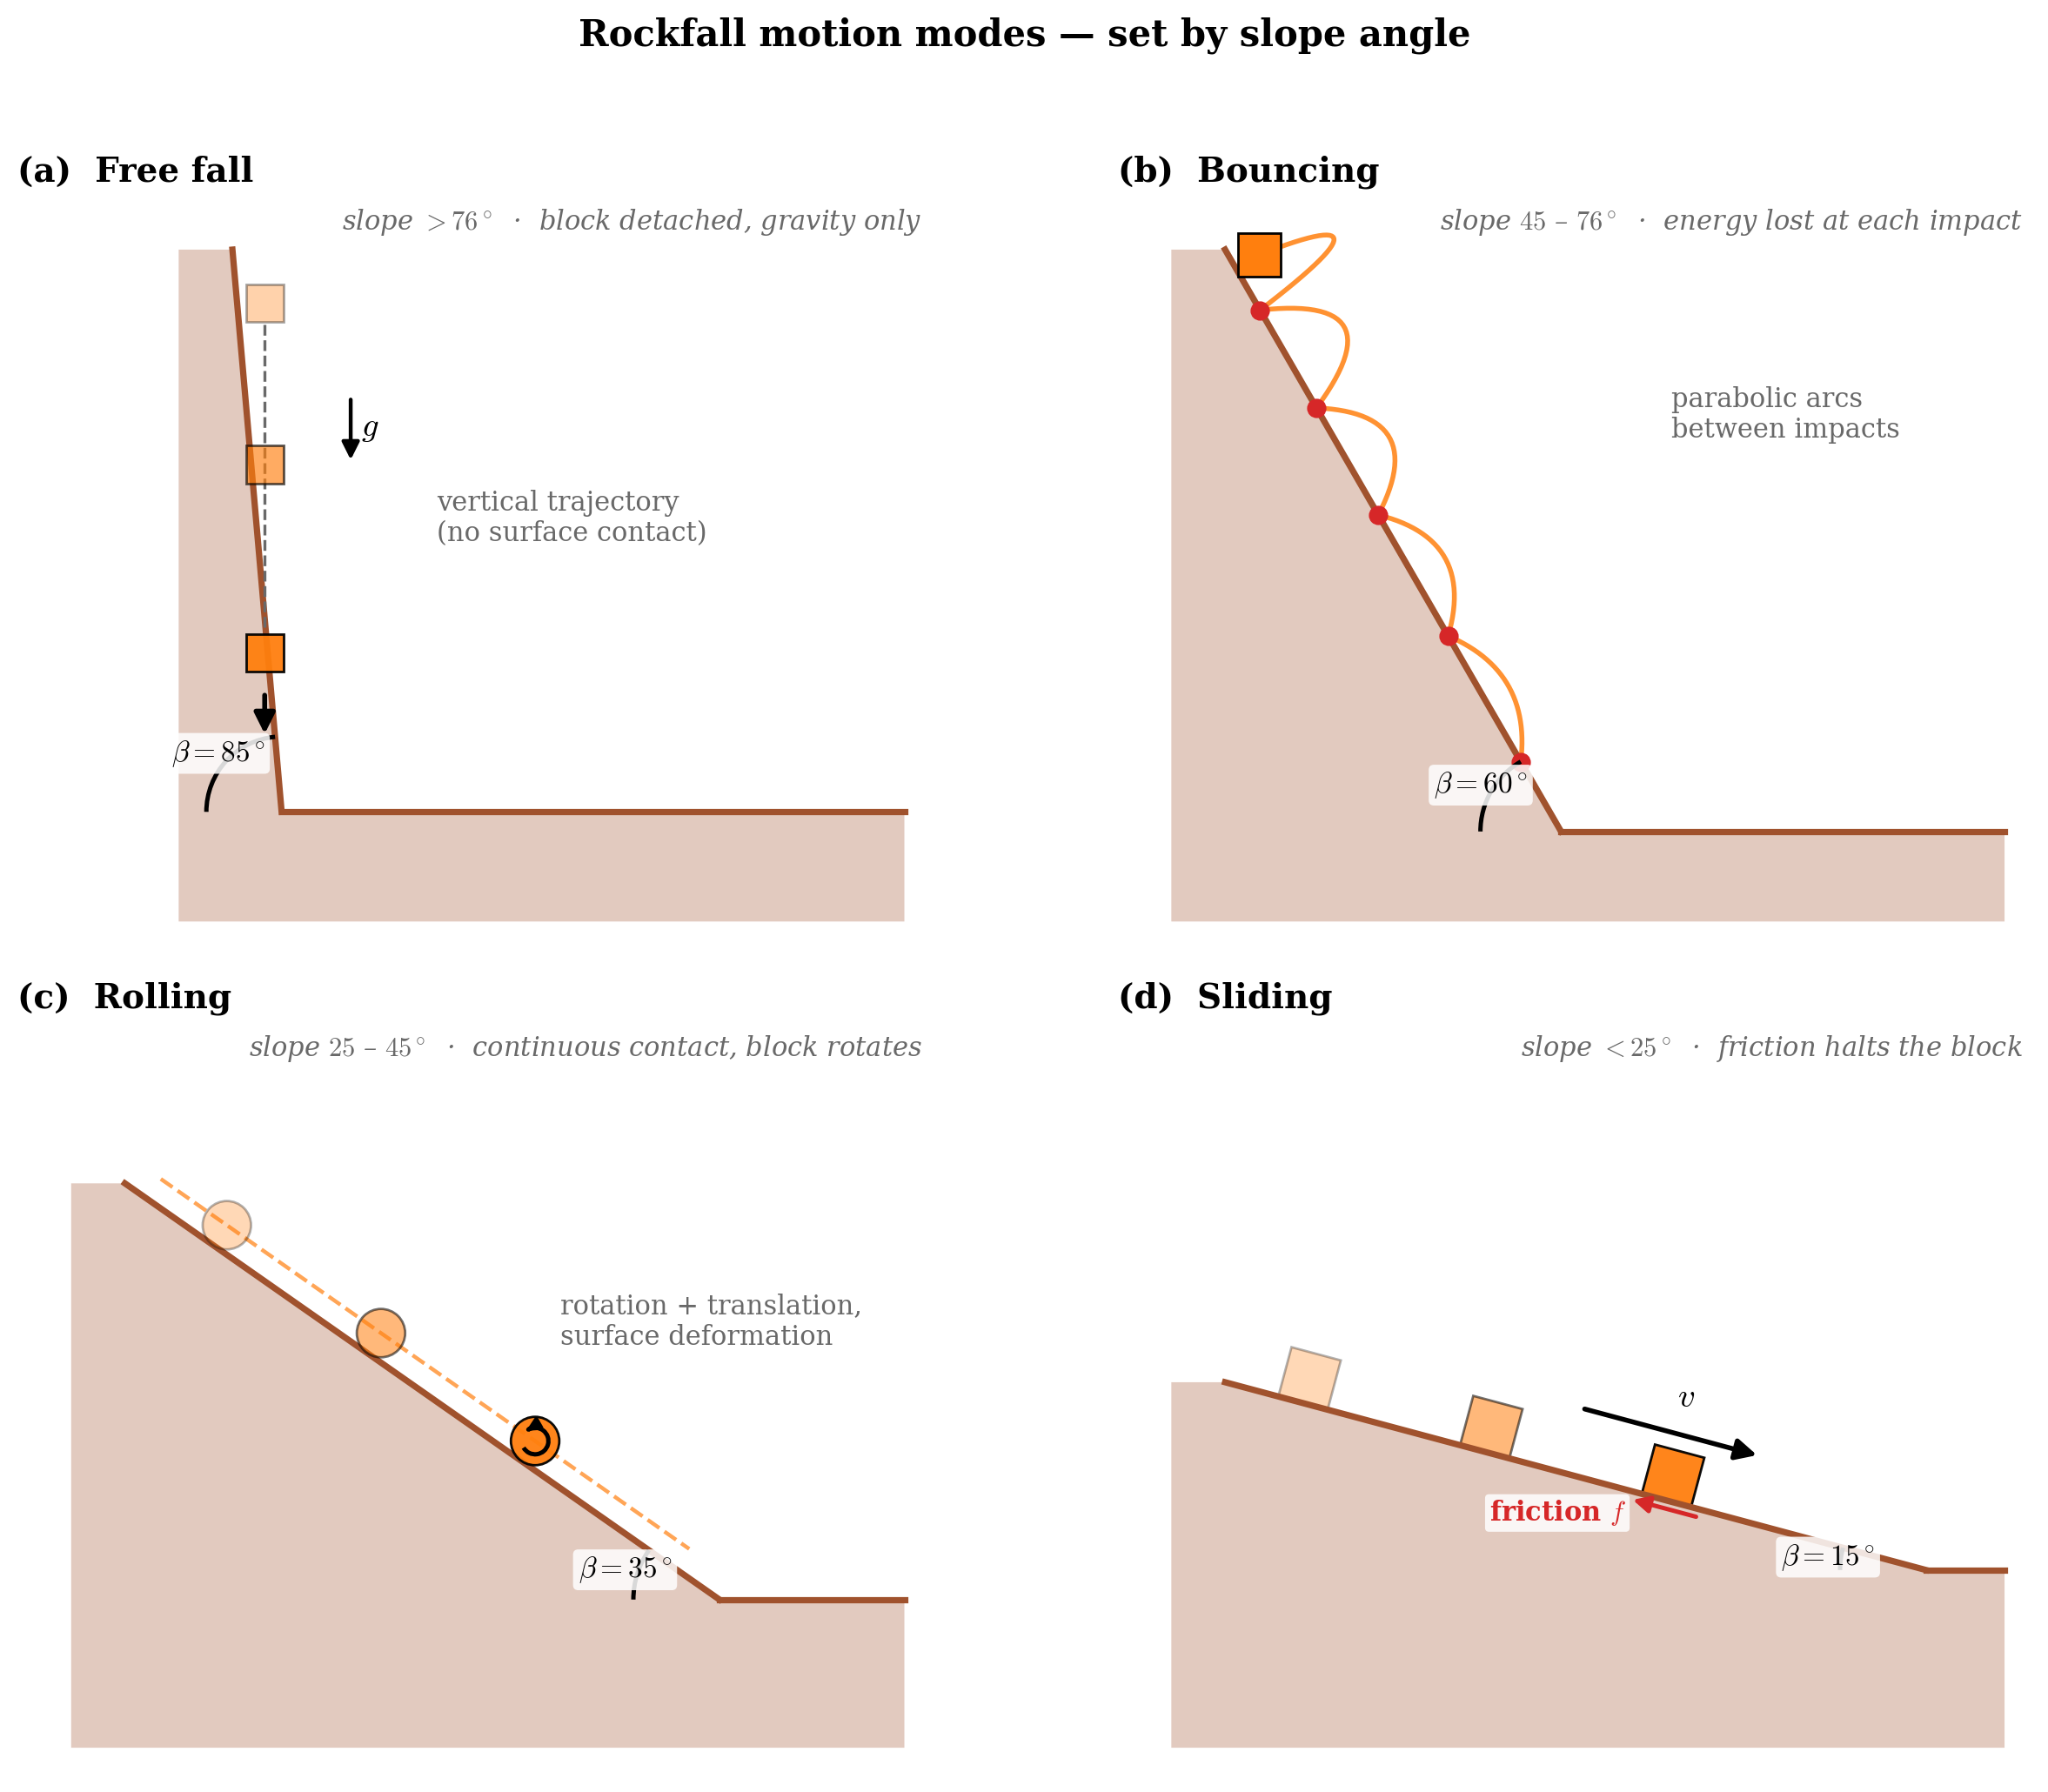 Rockfall motion modes — set by slope angle
(a) Free fall
slope >76° · block detached, gravity only
g
vertical trajectory
(no surface contact)
β=85°
(b) Bouncing
slope 45 – 76° · energy lost at each impact
parabolic arcs
between impacts
β=60°
(c) Rolling
slope 25 – 45° · continuous contact, block rotates
rotation + translation,
surface deformation
β=35°
(d) Sliding
slope <25° · friction halts the block
v
friction f
β=15°